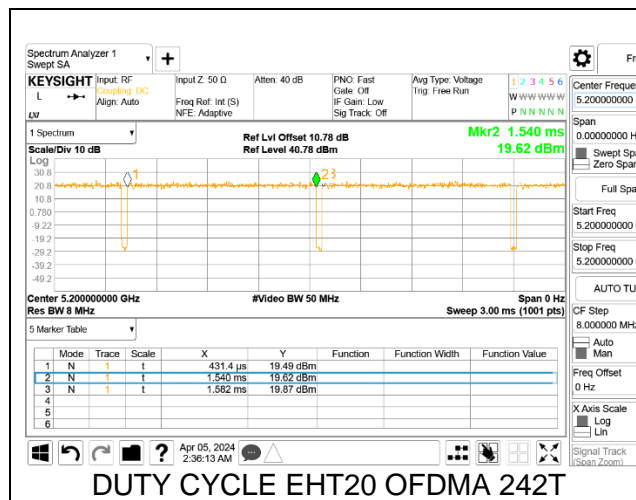 Spectrum Analyzer 1
Swept SA
KEYSIGHT
L
LXI
Input: RF
Coupling: DC
Align: Auto
Input Z: 50 Ω
Freq Ref: Int (S)
NFE: Adaptive
Atten: 40 dB
PNO: Fast
Gate: Off
IF Gain: Low
Sig Track: Off
Avg Type: Voltage
Trig: Free Run
1 2 3 4 5 6
W W W W W W
P N N N N N
1 Spectrum
Scale/Div 10 dB
Ref Lvl Offset 10.78 dB
Ref Level 40.78 dBm
Mkr2 1.540 ms
19.62 dBm
Log
30.8
20.8
10.8
0.780
-9.22
-19.2
-29.2
-39.2
-49.2
1
2
3
Center 5.200000000 GHz
Res BW 8 MHz
#Video BW 50 MHz
Span 0 Hz
Sweep 3.00 ms (1001 pts)
5 Marker Table
Mode Trace Scale X Y Function Function Width Function Value
1 N 1 t 431.4 µs 19.49 dBm
2 N 1 t 1.540 ms 19.62 dBm
3 N 1 t 1.582 ms 19.87 dBm
4
5
6
Apr 05, 2024
2:36:13 AM
Fr
Center Freque
5.200000000
Span
0.00000000 H
Swept Spa
Zero Span
Full Spa
Start Freq
5.200000000
Stop Freq
5.200000000
AUTO TU
CF Step
8.000000 MHz
Auto
Man
Freq Offset
0 Hz
X Axis Scale
Log
Lin
Signal Track
(Span Zoom)
DUTY CYCLE EHT20 OFDMA 242T